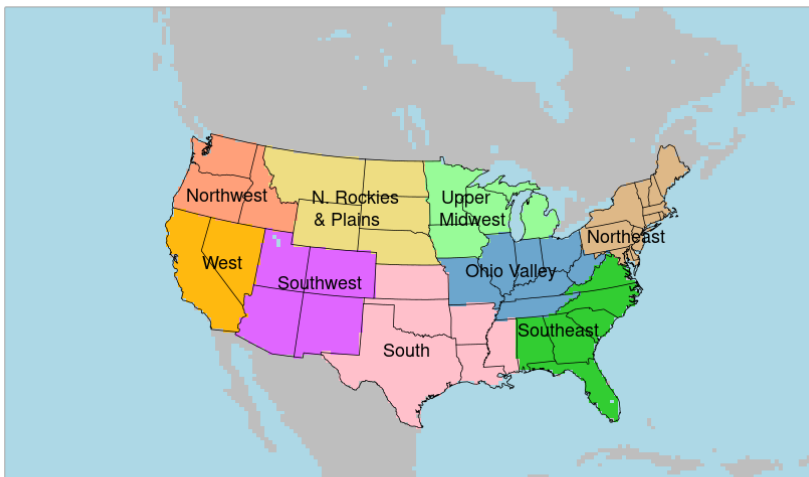 Northwest
N. Rockies
& Plains
Upper
Midwest
Northeast
West
Southwest
Ohio Valley
South
Southeast